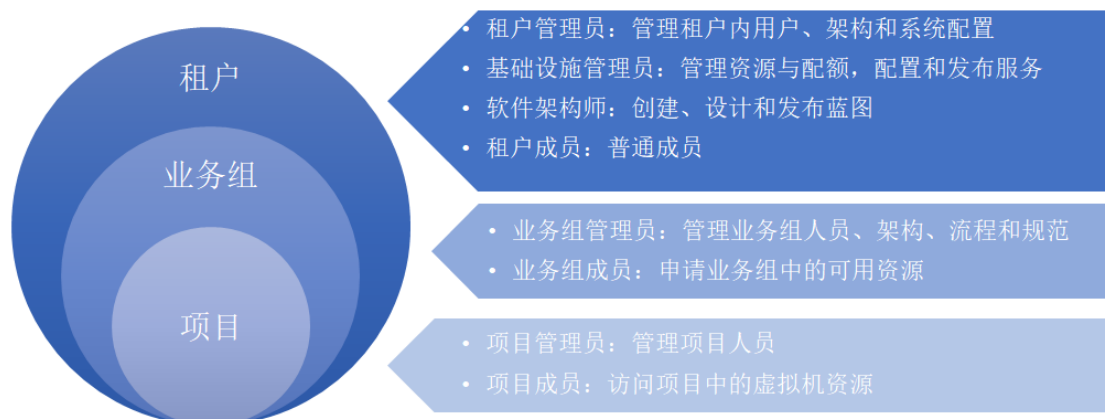 租户
业务组
项目
• 租户管理员：管理租户内用户、架构和系统配置
• 基础设施管理员：管理资源与配额，配置和发布服务
• 软件架构师：创建、设计和发布蓝图
• 租户成员：普通成员
• 业务组管理员：管理业务组人员、架构、流程和规范
• 业务组成员：申请业务组中的可用资源
• 项目管理员：管理项目人员
• 项目成员：访问项目中的虚拟机资源